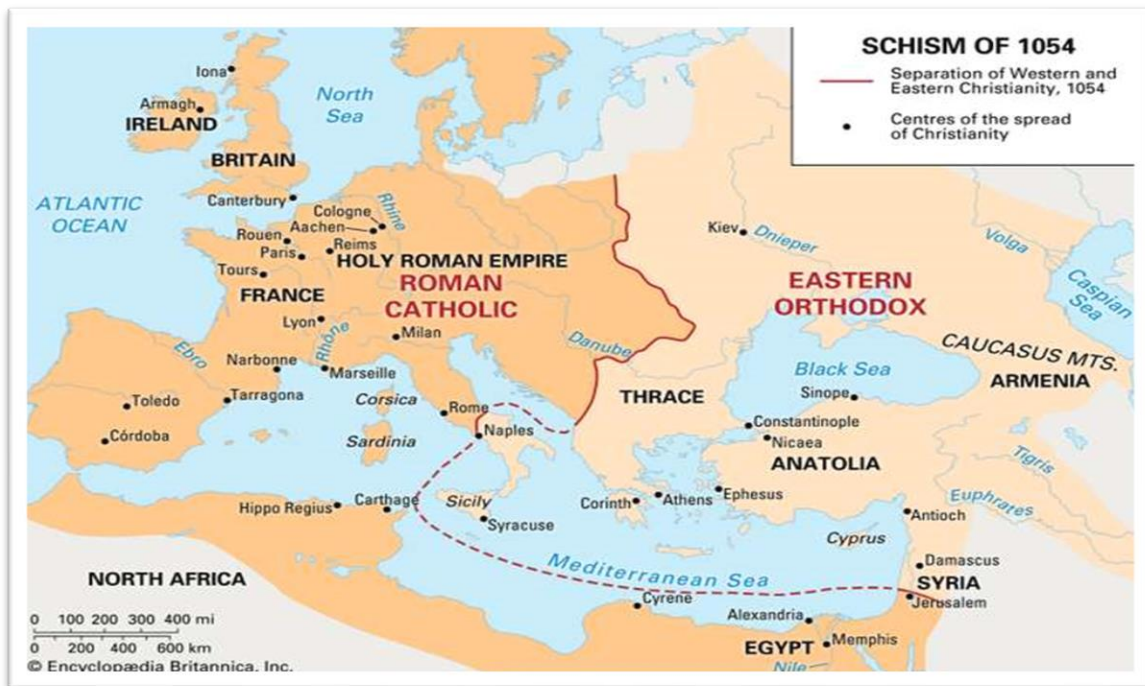 SCHISM OF 1054
Separation of Western and
Eastern Christianity, 1054
Centres of the spread
of Christianity
Iona
North
Sea
Armagh
IRELAND
BRITAIN
ATLANTIC
OCEAN
Canterbury
Cologne
Aachen
Rhine
Rouen
Reims
Paris
Tours
HOLY ROMAN EMPIRE
ROMAN
CATHOLIC
FRANCE
Lyon
Rhône
Milan
Danube
Kiev
Dnieper
Volga
Caspian
Sea
EASTERN
ORTHODOX
CAUCASUS MTS.
ARMENIA
Black Sea
Sinope
THRACE
Ebro
Narbonne
Marseille
Tarragona
Toledo
Córdoba
Corsica
Sardinia
Rome
Naples
Constantinople
Nicaea
ANATOLIA
Tigris
Euphrates
Hippo Regius
Carthage
Sicily
Syracuse
Corinth
Athens
Ephesus
Antioch
Cyprus
Damascus
SYRIA
Jerusalem
Mediterranean Sea
NORTH AFRICA
Cyrene
Alexandria
EGYPT
Memphis
Nile
0 100 200 300 400 mi
0 200 400 600 km
© Encyclopædia Britannica, Inc.